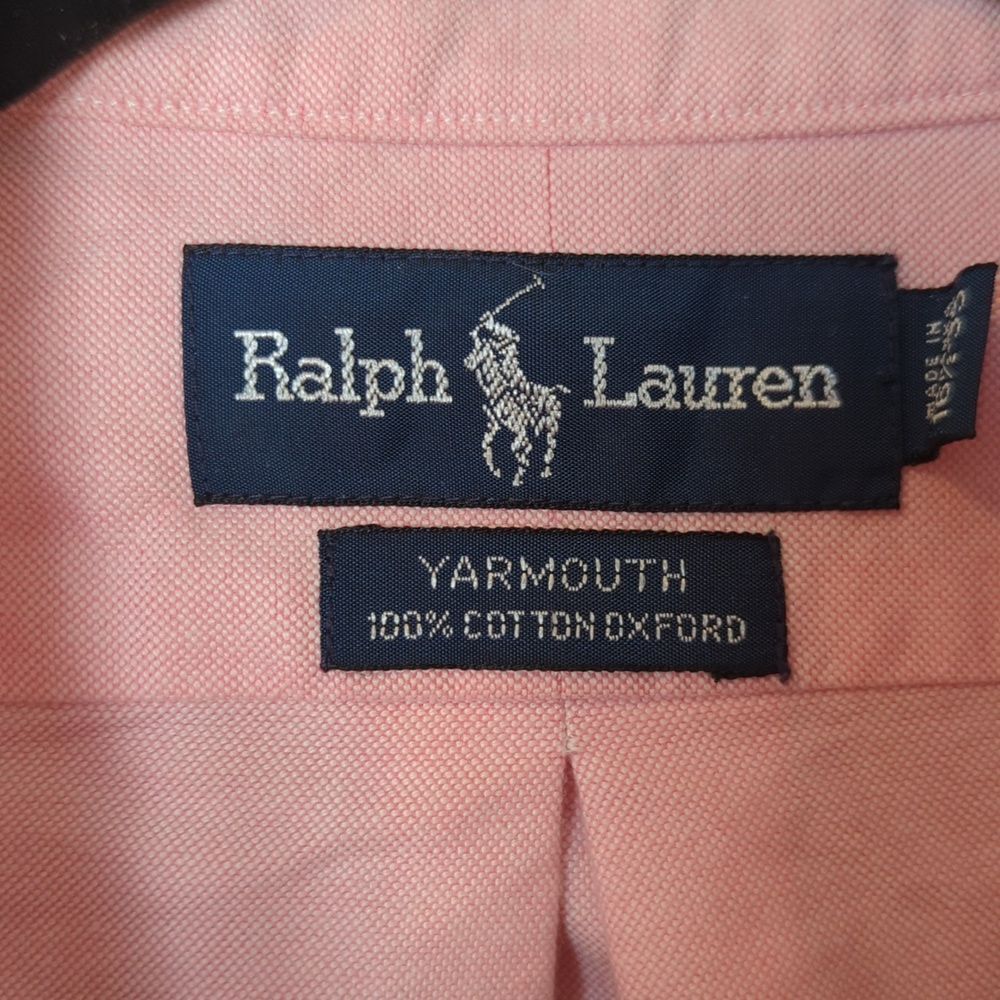 Ralph Lauren
MADE IN
YARMOUTH
100% COTTON OXFORD